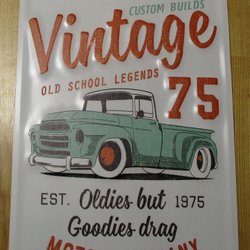 CUSTOM BUILDS
Vintage
OLD SCHOOL LEGENDS
75
EST. Oldies but 1975
Goodies drag